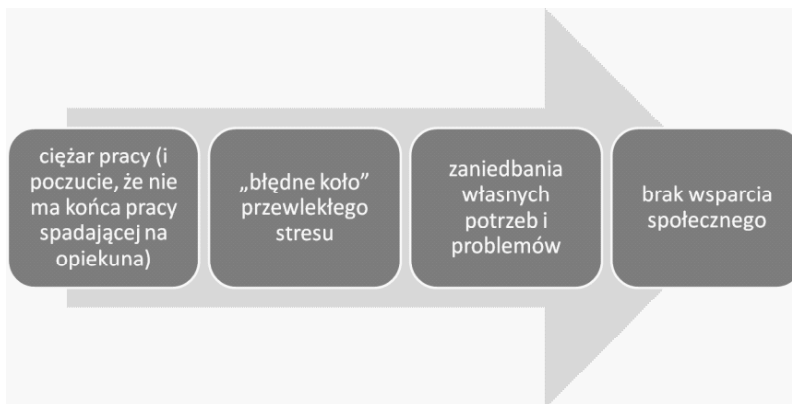 ciężar pracy (i
poczucie, że nie
ma końca pracy
spadającej na
opiekuna)
„błędne koło”
przewlekłego
stresu
zaniedbania
własnych
potrzeb i
problemów
brak wsparcia
społecznego